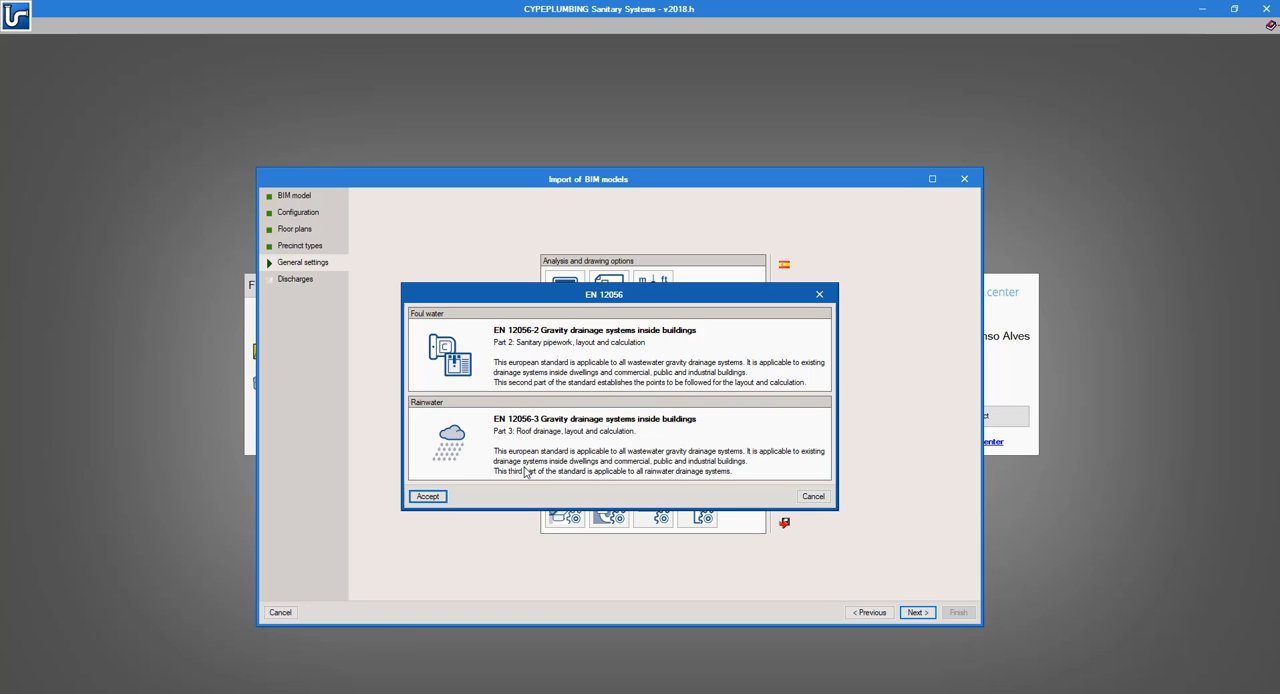 CYPEPLUMBING Sanitary Systems - v2018.h
Import of BIM models
BIM model
Configuration
Floor plans
Precinct types
General settings
Discharges
Analysis and drawing options
m ft
F
.center
nso Alves
ct
enter
EN 12056
Foul water
EN 12056-2 Gravity drainage systems inside buildings
Part 2: Sanitary pipework, layout and calculation
This european standard is applicable to all wastewater gravity drainage systems. It is applicable to existing
drainage systems inside dwellings and commercial, public and industrial buildings.
This second part of the standard establishes the points to be followed for the layout and calculation.
Rainwater
EN 12056-3 Gravity drainage systems inside buildings
Part 3: Roof drainage, layout and calculation.
This european standard is applicable to all wastewater gravity drainage systems. It is applicable to existing
drainage systems inside dwellings and commercial, public and industrial buildings.
This third part of the standard is applicable to all rainwater drainage systems.
Accept
Cancel
Cancel
< Previous
Next >
Finish